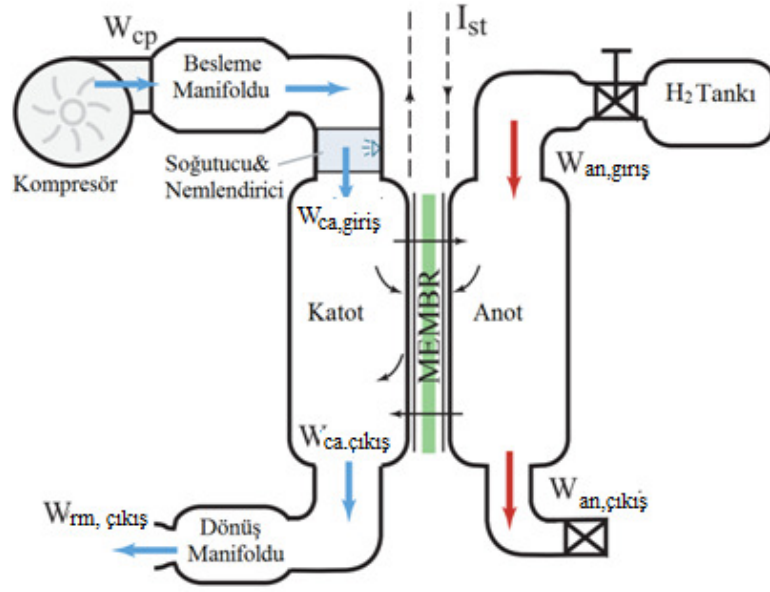 W_cp
I_st
Besleme
Manifoldu
H₂ Tankı
Soğutucu&
Nemlendirici
Kompresör
W_an,giriş
W_ca,giriş
MEMBR
Katot
Anot
W_ca.çıkış
W_an,çıkış
W_rm, çıkış
Dönüş
Manifoldu